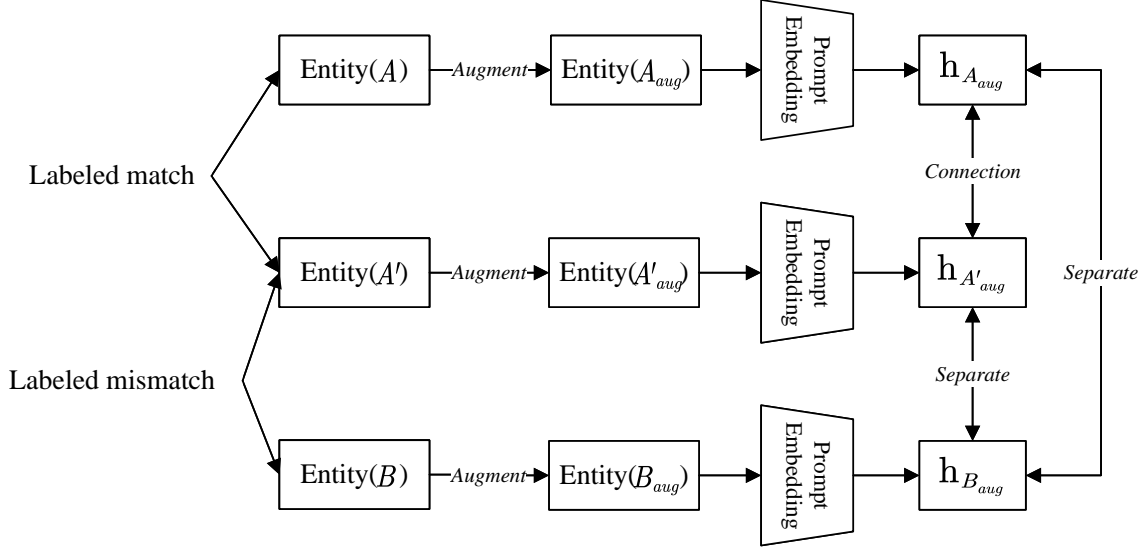 Entity(A)
Augment
Entity(A_aug)
Prompt
Embedding
h_A_aug
Labeled match
Connection
Entity(A')
Augment
Entity(A'_aug)
Prompt
Embedding
h_A'_aug
Separate
Labeled mismatch
Separate
Entity(B)
Augment
Entity(B_aug)
Prompt
Embedding
h_B_aug